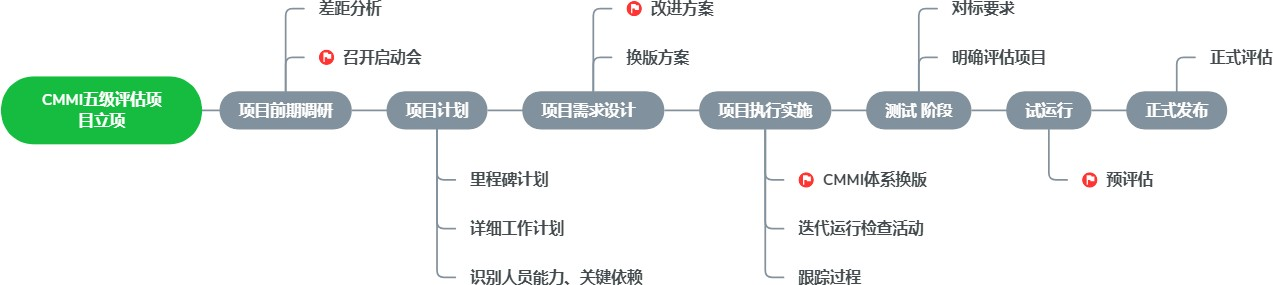 差距分析
改进方案
对标要求
召开启动会
换版方案
明确评估项目
正式评估
CMMI五级评估项
目立项
项目前期调研
项目计划
项目需求设计
项目执行实施
测试 阶段
试运行
正式发布
里程碑计划
CMMI体系换版
预评估
详细工作计划
迭代运行检查活动
识别人员能力、关键依赖
跟踪过程